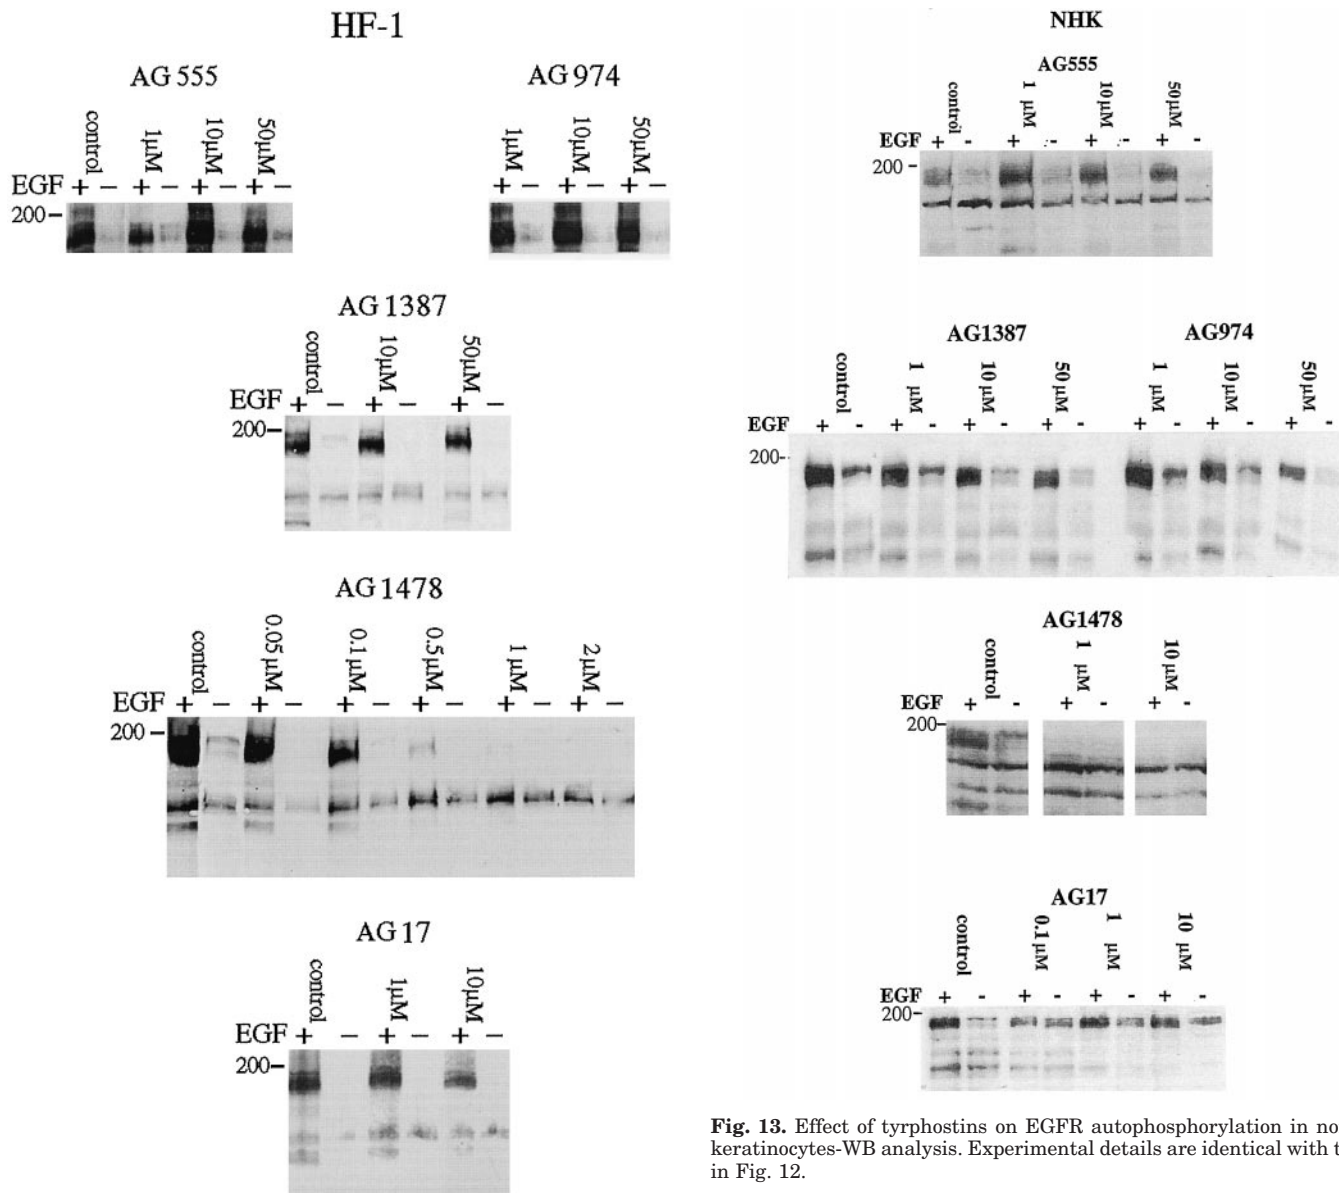 HF-1
AG 555
control 1µM 10µM 50µM
EGF + − + − + − + −
200
AG 974
1µM 10µM 50µM
+ − + − + −
AG 1387
control 10µM 50µM
EGF + − + − + −
200
AG 1478
control 0.05µM 0.1µM 0.5µM 1µM 2µM
EGF + − + − + − + − + − + −
200
AG 17
control 1µM 10µM
EGF + − + − + −
200
NHK
AG555
control 1 µM 10 µM 50 µM
EGF + - + - + - + -
200
AG1387 AG974
control 1 µM 10 µM 50 µM 1 µM 10 µM 50 µM
EGF + - + - + - + - + - + - + -
200-
AG1478
control 1 µM 10 µM
EGF + - + - + -
200
AG17
control 0.1µM 1 µM 10 µM
EGF + - + - + - + -
200
Fig. 13. Effect of tyrphostins on EGFR autophosphorylation in no
keratinocytes-WB analysis. Experimental details are identical with t
in Fig. 12.